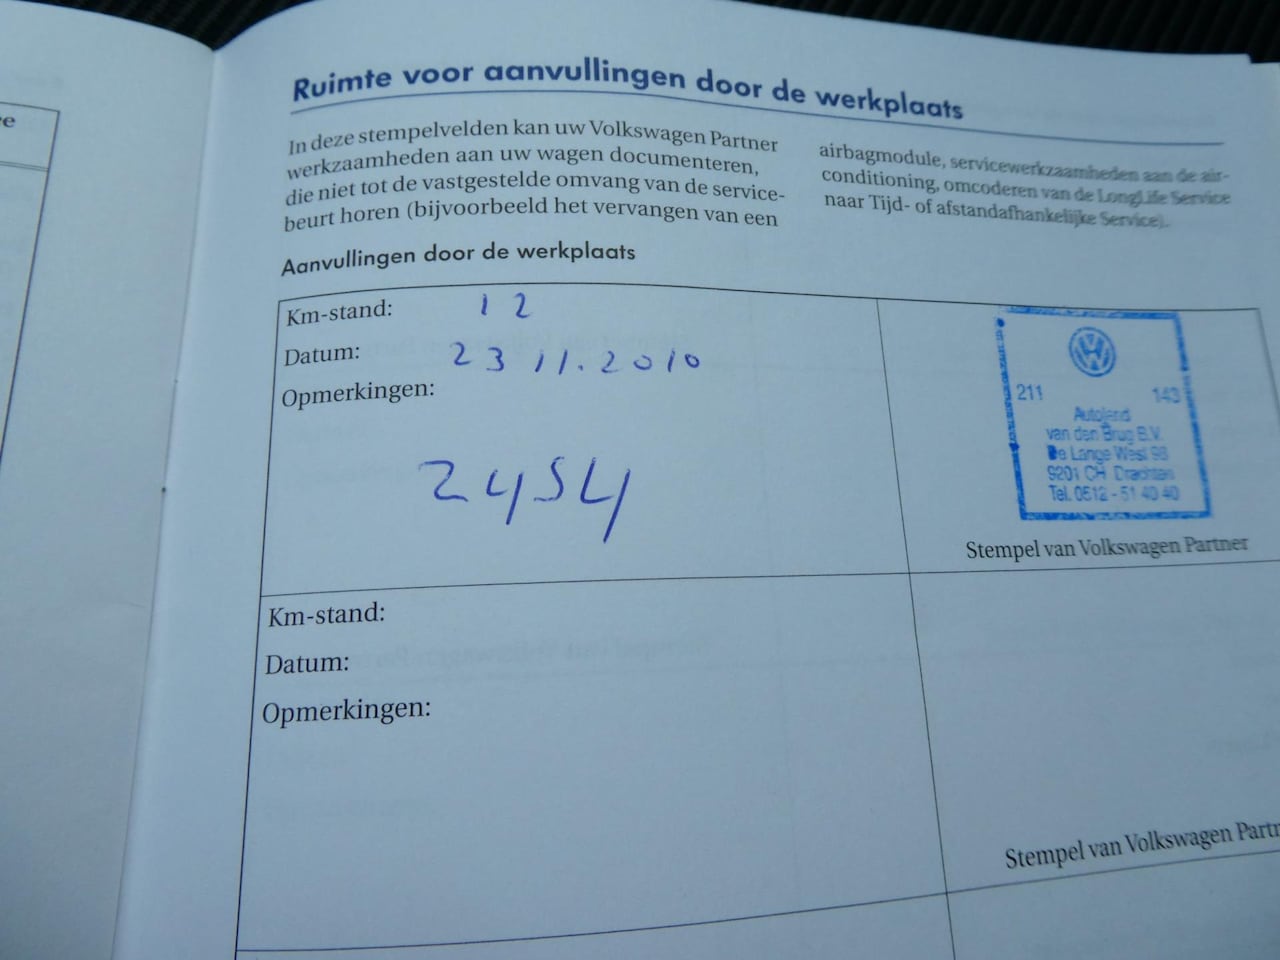 ce
Ruimte voor aanvullingen door de werkplaats
In deze stempelvelden kan uw Volkswagen Partner
werkzaamheden aan uw wagen documenteren,
die niet tot de vastgestelde omvang van de service-
beurt horen (bijvoorbeeld het vervangen van een
airbagmodule, servicewerkzaamheden aan de air-
conditioning, omcoderen van de LongLife Service
naar Tijd- of afstandafhankelijke Service).
Aanvullingen door de werkplaats
Km-stand: 12
Datum: 23 11.2010
Opmerkingen:
2454
211 143
Autoland
van den Brug B.V.
De Lange West 98
9201 CH Drachten
Tel. 0512 - 51 40 40
Stempel van Volkswagen Partner
Km-stand:
Datum:
Opmerkingen:
Stempel van Volkswagen Partn